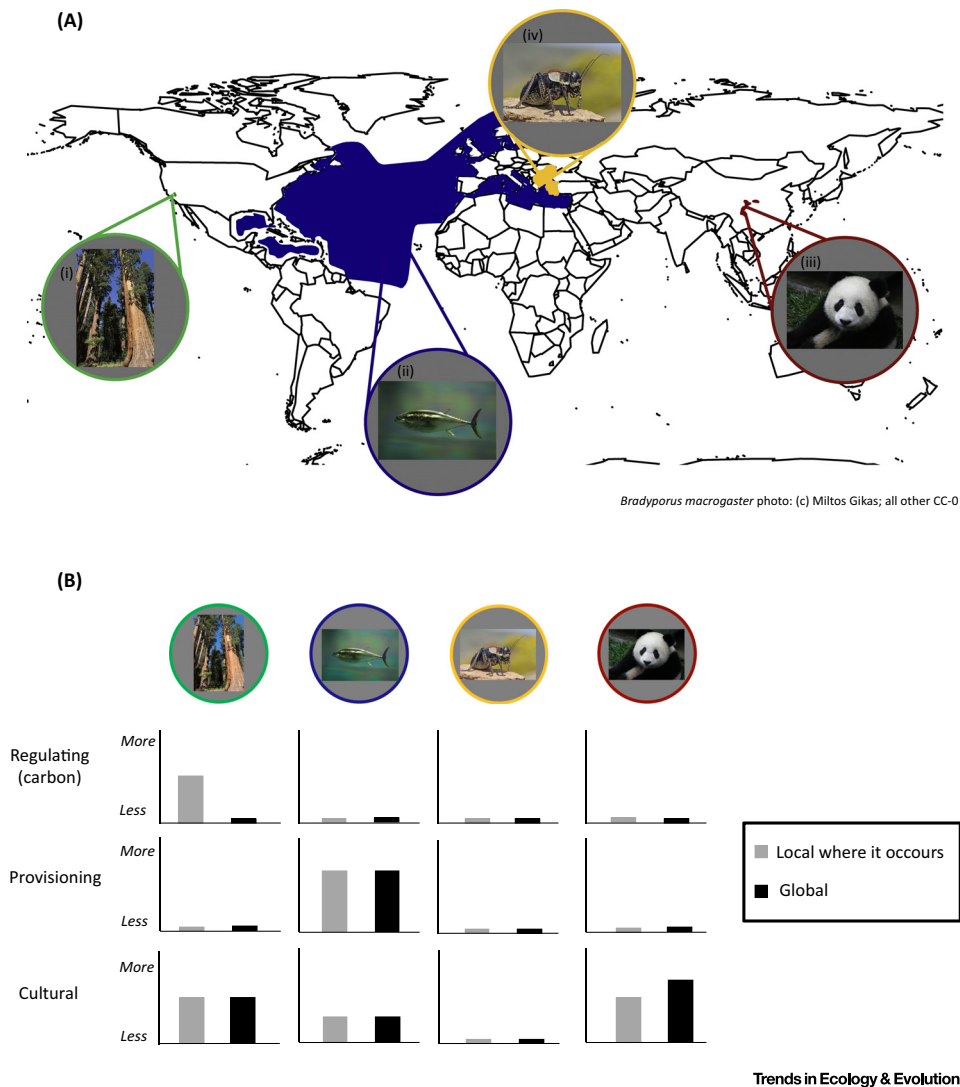 (A)
(iv)
(i)
(iii)
(ii)
Bradyporus macrogaster photo: (c) Miltos Gikas; all other CC-0
(B)
Regulating
(carbon)
More
Less
Provisioning
More
Less
Cultural
More
Less
Local where it occours
Global
Trends in Ecology & Evolution